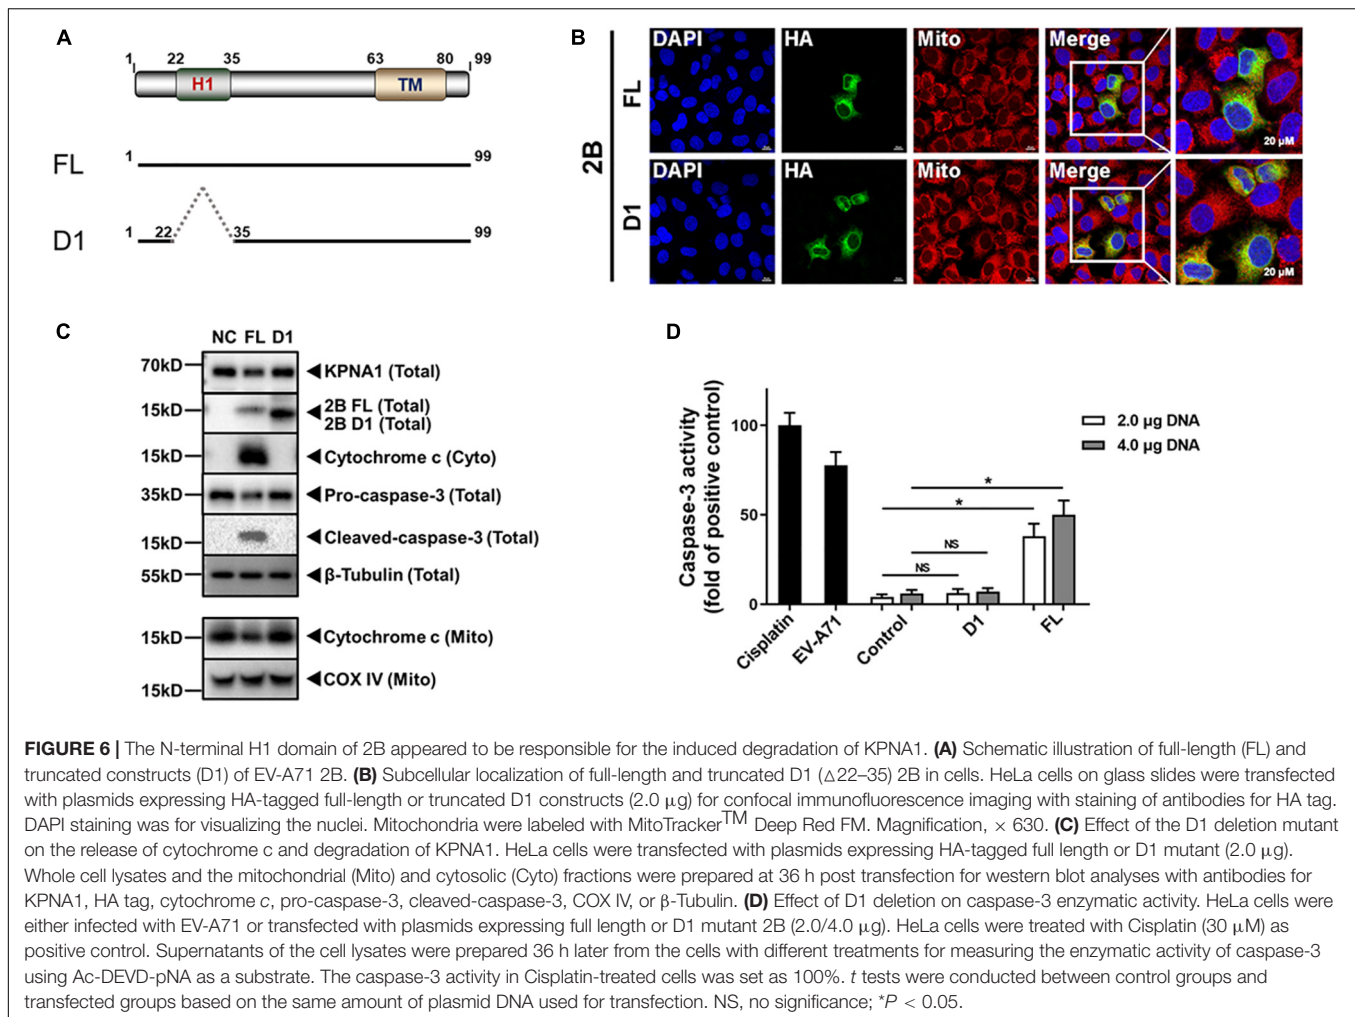 A
1 22 35 63 80 99
H1 TM
FL 1 99
D1 1 22 35 99
B
2B
FL
DAPI HA Mito Merge
20 µM
D1
DAPI HA Mito Merge
20 µM
C
NC FL D1
70kD KPNA1 (Total)
15kD 2B FL (Total)
2B D1 (Total)
15kD Cytochrome c (Cyto)
35kD Pro-caspase-3 (Total)
15kD Cleaved-caspase-3 (Total)
55kD β-Tubulin (Total)
15kD Cytochrome c (Mito)
15kD COX IV (Mito)
D
Caspase-3 activity
(fold of positive control)
100
50
0
2.0 µg DNA
4.0 µg DNA
*
*
NS
NS
Cisplatin EV-A71 Control D1 FL
FIGURE 6 | The N-terminal H1 domain of 2B appeared to be responsible for the induced degradation of KPNA1. (A) Schematic illustration of full-length (FL) and
truncated constructs (D1) of EV-A71 2B. (B) Subcellular localization of full-length and truncated D1 (△22–35) 2B in cells. HeLa cells on glass slides were transfected
with plasmids expressing HA-tagged full-length or truncated D1 constructs (2.0 µg) for confocal immunofluorescence imaging with staining of antibodies for HA tag.
DAPI staining was for visualizing the nuclei. Mitochondria were labeled with MitoTracker™ Deep Red FM. Magnification, × 630. (C) Effect of the D1 deletion mutant
on the release of cytochrome c and degradation of KPNA1. HeLa cells were transfected with plasmids expressing HA-tagged full length or D1 mutant (2.0 µg).
Whole cell lysates and the mitochondrial (Mito) and cytosolic (Cyto) fractions were prepared at 36 h post transfection for western blot analyses with antibodies for
KPNA1, HA tag, cytochrome c, pro-caspase-3, cleaved-caspase-3, COX IV, or β-Tubulin. (D) Effect of D1 deletion on caspase-3 enzymatic activity. HeLa cells were
either infected with EV-A71 or transfected with plasmids expressing full length or D1 mutant 2B (2.0/4.0 µg). HeLa cells were treated with Cisplatin (30 µM) as
positive control. Supernatants of the cell lysates were prepared 36 h later from the cells with different treatments for measuring the enzymatic activity of caspase-3
using Ac-DEVD-pNA as a substrate. The caspase-3 activity in Cisplatin-treated cells was set as 100%. t tests were conducted between control groups and
transfected groups based on the same amount of plasmid DNA used for transfection. NS, no significance; *P < 0.05.